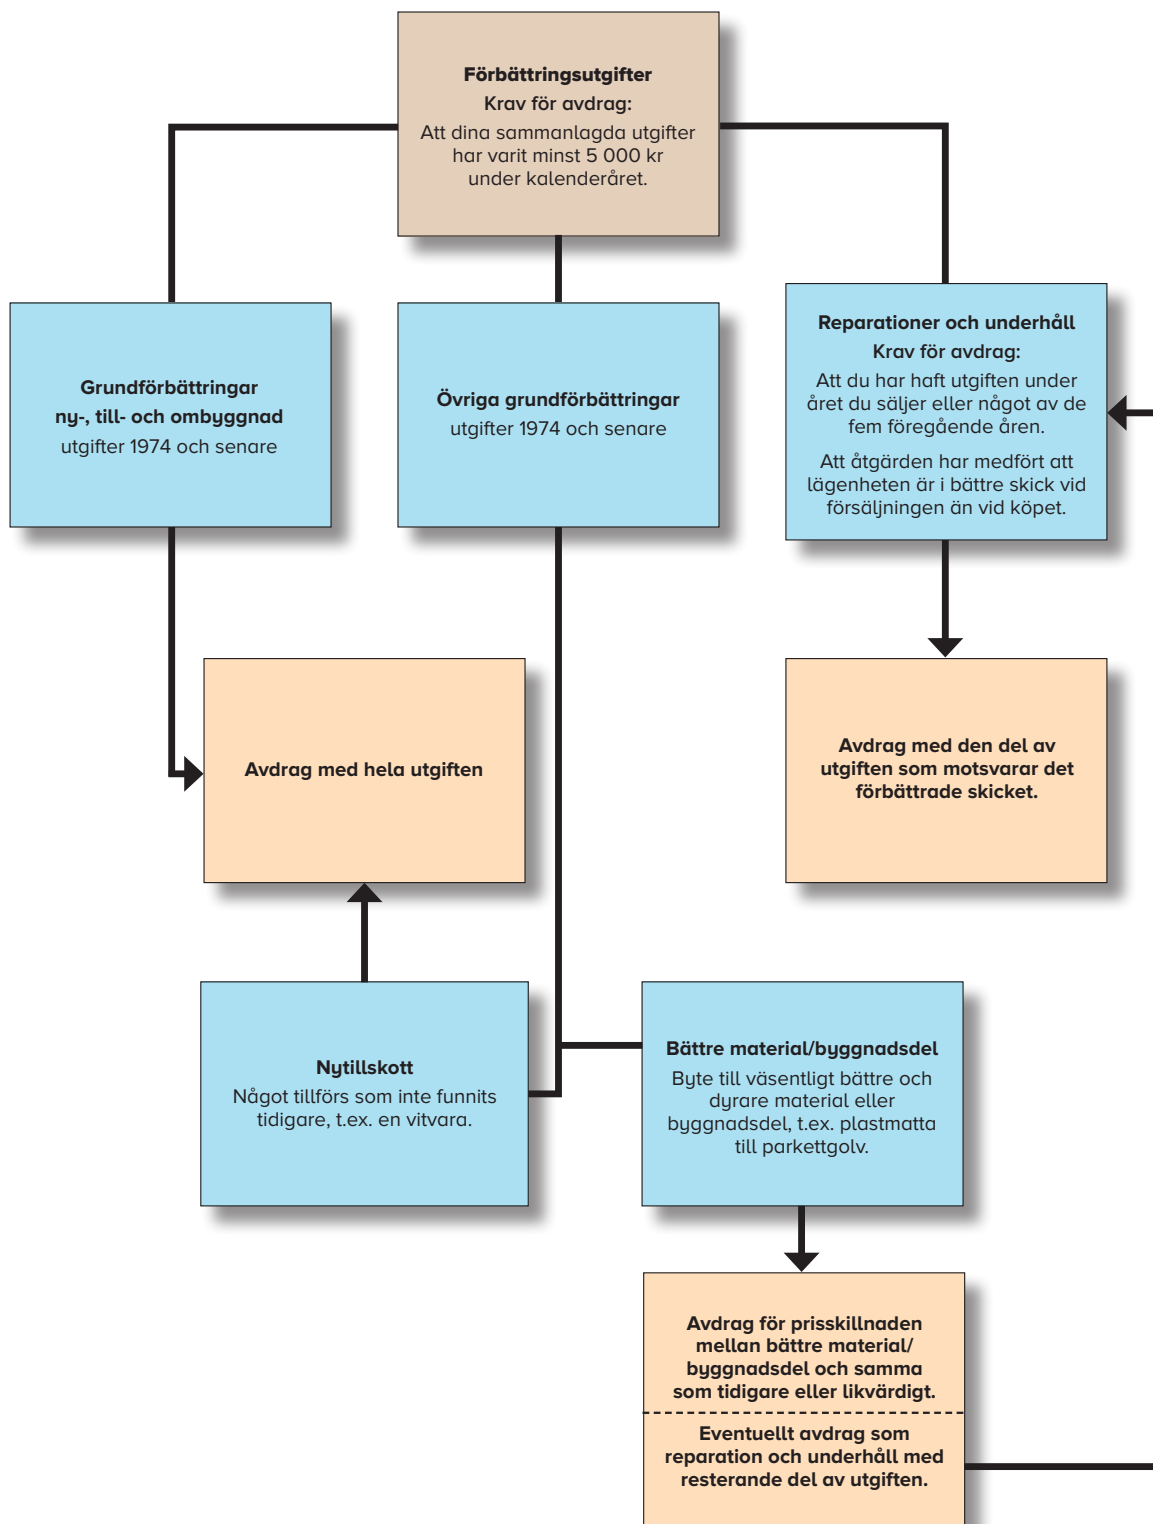 Förbättringsutgifter
Krav för avdrag:
Att dina sammanlagda utgifter
har varit minst 5 000 kr
under kalenderåret.
Grundförbättringar
ny-, till- och ombyggnad
utgifter 1974 och senare
Övriga grundförbättringar
utgifter 1974 och senare
Reparationer och underhåll
Krav för avdrag:
Att du har haft utgiften under
året du säljer eller något av de
fem föregående åren.
Att åtgärden har medfört att
lägenheten är i bättre skick vid
försäljningen än vid köpet.
Avdrag med hela utgiften
Avdrag med den del av
utgiften som motsvarar det
förbättrade skicket.
Nytillskott
Något tillförs som inte funnits
tidigare, t.ex. en vitvara.
Bättre material/byggnadsdel
Byte till väsentligt bättre och
dyrare material eller
byggnadsdel, t.ex. plastmatta
till parkettgolv.
Avdrag för prisskillnaden
mellan bättre material/
byggnadsdel och samma
som tidigare eller likvärdigt.
Eventuellt avdrag som
reparation och underhåll med
resterande del av utgiften.